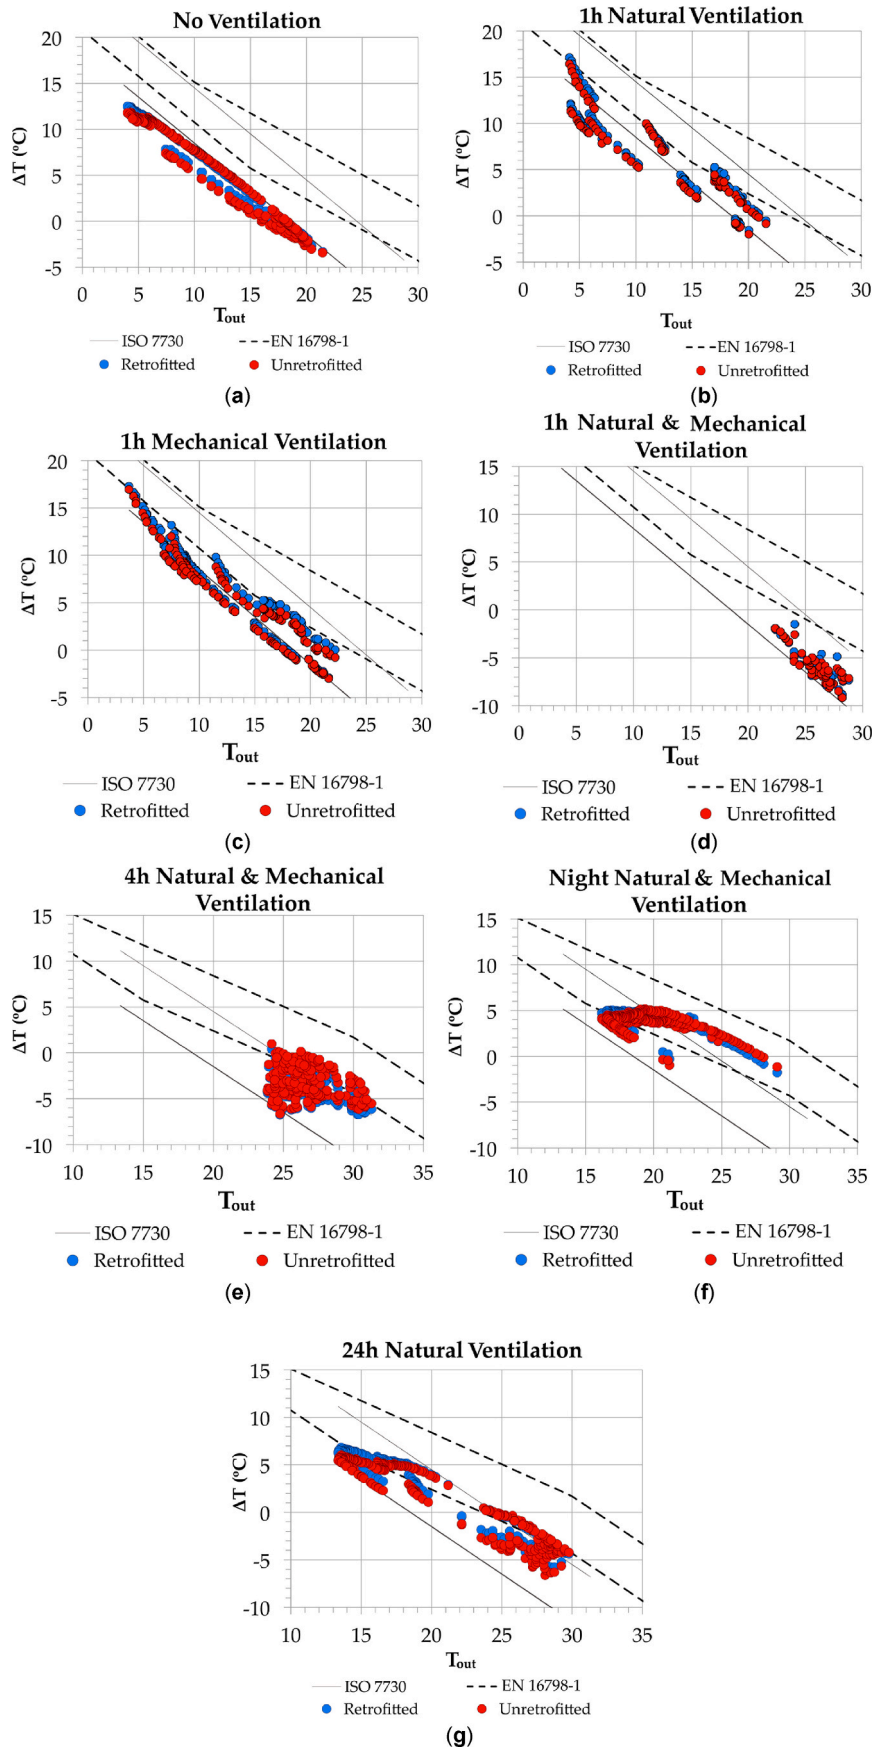 No Ventilation
20
15
10
5
0
-5
ΔT (ºC)
0 5 10 15 20 25 30
Tout
ISO 7730 EN 16798-1
Retrofitted Unretrofitted
(a)
1h Natural Ventilation
20
15
10
5
0
-5
ΔT (ºC)
0 5 10 15 20 25 30
Tout
ISO 7730 EN 16798-1
Retrofitted Unretrofitted
(b)
1h Mechanical Ventilation
20
15
10
5
0
-5
ΔT (ºC)
0 5 10 15 20 25 30
Tout
ISO 7730 EN 16798-1
Retrofitted Unretrofitted
(c)
1h Natural & Mechanical
Ventilation
15
10
5
0
-5
-10
ΔT (ºC)
0 5 10 15 20 25 30
Tout
ISO 7730 EN 16798-1
Retrofitted Unretrofitted
(d)
4h Natural & Mechanical
Ventilation
15
10
5
0
-5
-10
ΔT (ºC)
10 15 20 25 30 35
Tout
ISO 7730 EN 16798-1
Retrofitted Unretrofitted
(e)
Night Natural & Mechanical
Ventilation
15
10
5
0
-5
-10
ΔT (ºC)
10 15 20 25 30 35
Tout
ISO 7730 EN 16798-1
Retrofitted Unretrofitted
(f)
24h Natural Ventilation
15
10
5
0
-5
-10
ΔT (ºC)
10 15 20 25 30 35
Tout
ISO 7730 EN 16798-1
Retrofitted Unretrofitted
(g)